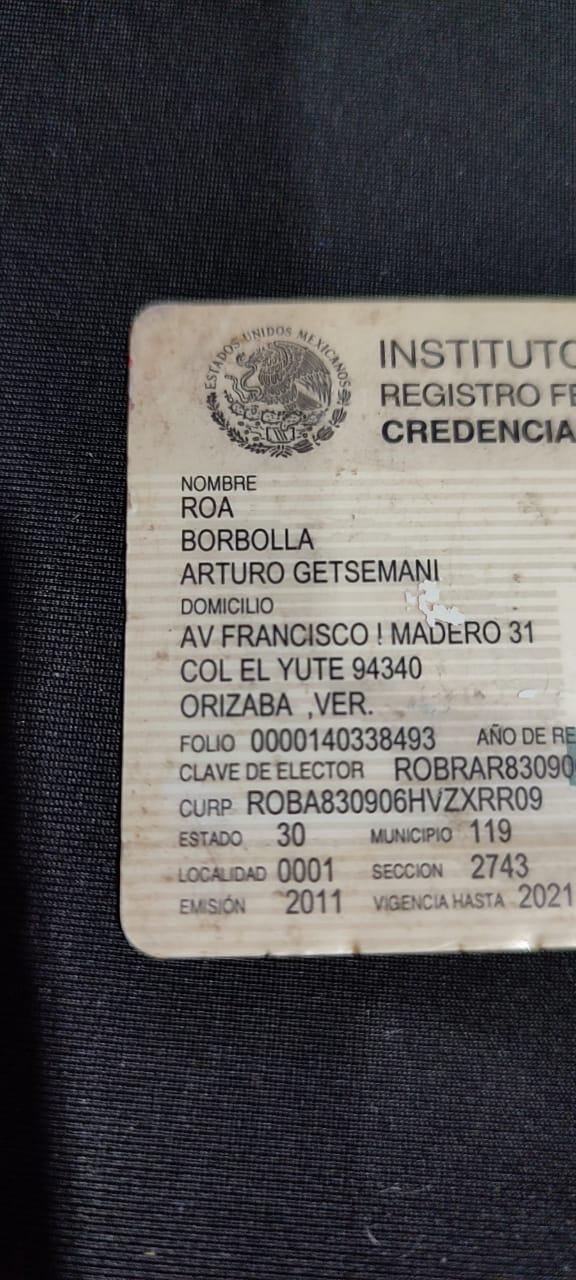 ESTADOS UNIDOS MEXICANOS
INSTITUTO
REGISTRO FE
CREDENCIA
NOMBRE
ROA
BORBOLLA
ARTURO GETSEMANI
DOMICILIO
AV FRANCISCO ! MADERO 31
COL EL YUTE 94340
ORIZABA ,VER.
FOLIO 0000140338493 AÑO DE RE
CLAVE DE ELECTOR ROBRAR83090
CURP ROBA830906HVZXRR09
ESTADO 30 MUNICIPIO 119
LOCALIDAD 0001 SECCION 2743
EMISIÓN 2011 VIGENCIA HASTA 2021